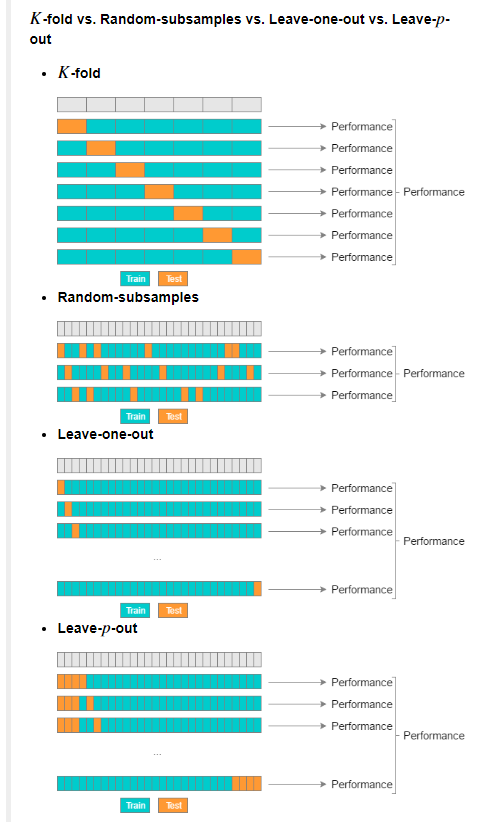 K-fold vs. Random-subsamples vs. Leave-one-out vs. Leave-p-
out
• K-fold
Performance
Performance
Performance
Performance Performance
Performance
Performance
Performance
Train Test
• Random-subsamples
Performance
Performance Performance
Performance
Train Test
• Leave-one-out
Performance
Performance
Performance
Performance
...
Performance
Train Test
• Leave-p-out
Performance
Performance
Performance
Performance
...
Performance
Train Test